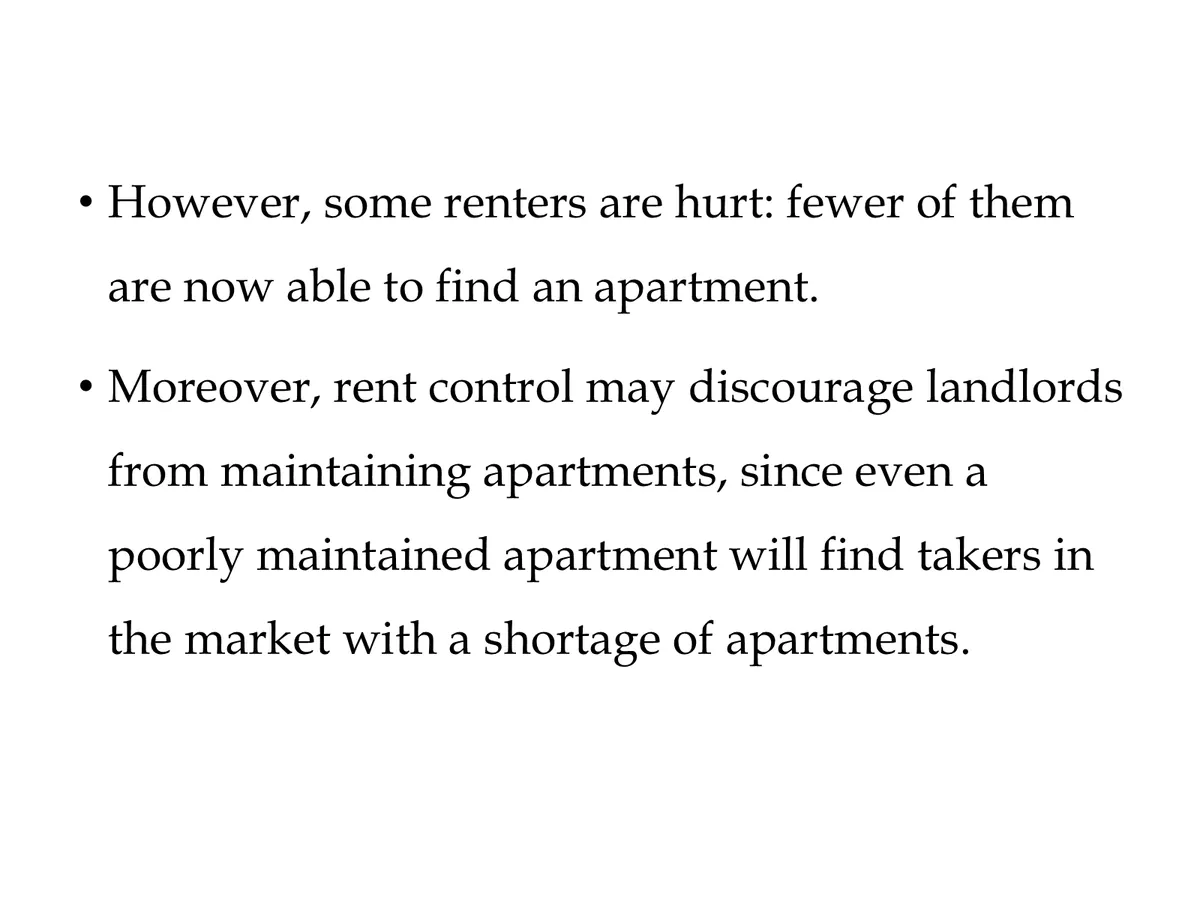 • However, some renters are hurt: fewer of them
are now able to find an apartment.
• Moreover, rent control may discourage landlords
from maintaining apartments, since even a
poorly maintained apartment will find takers in
the market with a shortage of apartments.